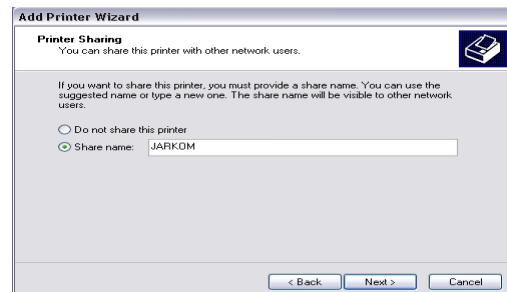 Add Printer Wizard
Printer Sharing
You can share this printer with other network users.
If you want to share this printer, you must provide a share name. You can use the
suggested name or type a new one. The share name will be visible to other network
users.
Do not share this printer
Share name: JARKOM
< Back Next > Cancel